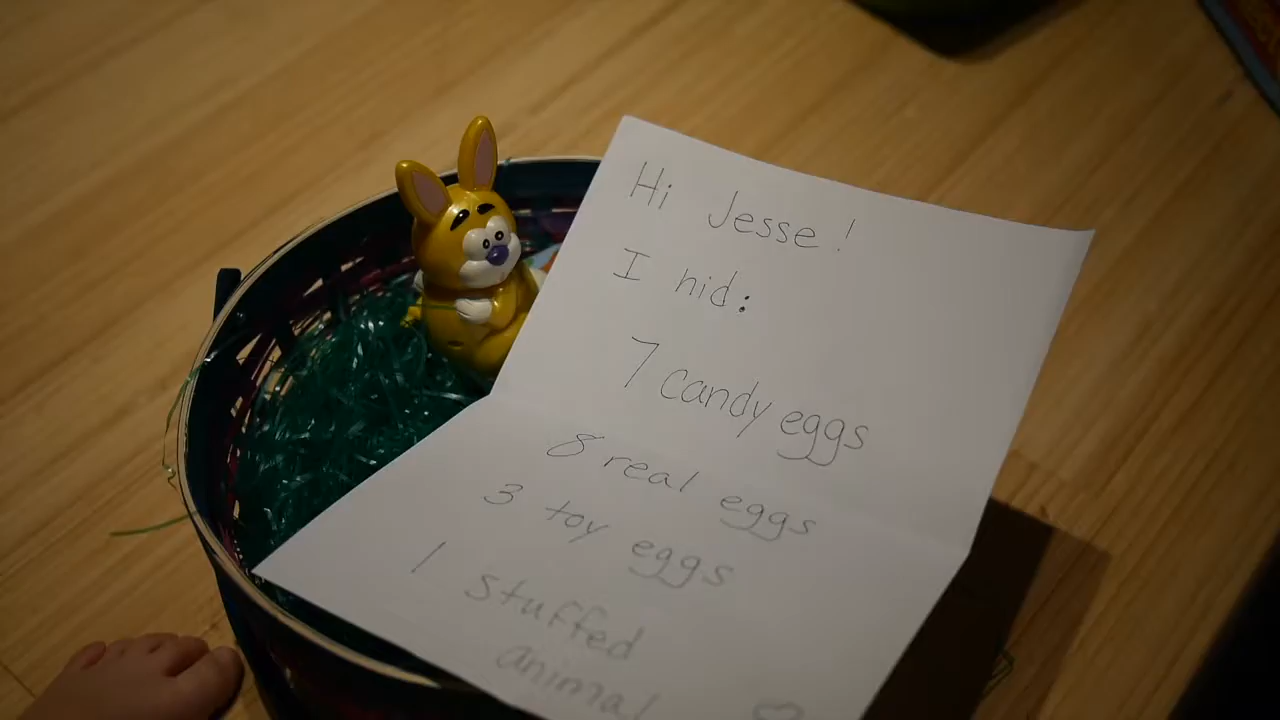 Hi Jesse!
I hid:
7 candy eggs
8 real eggs
3 toy eggs
1 stuffed
animal